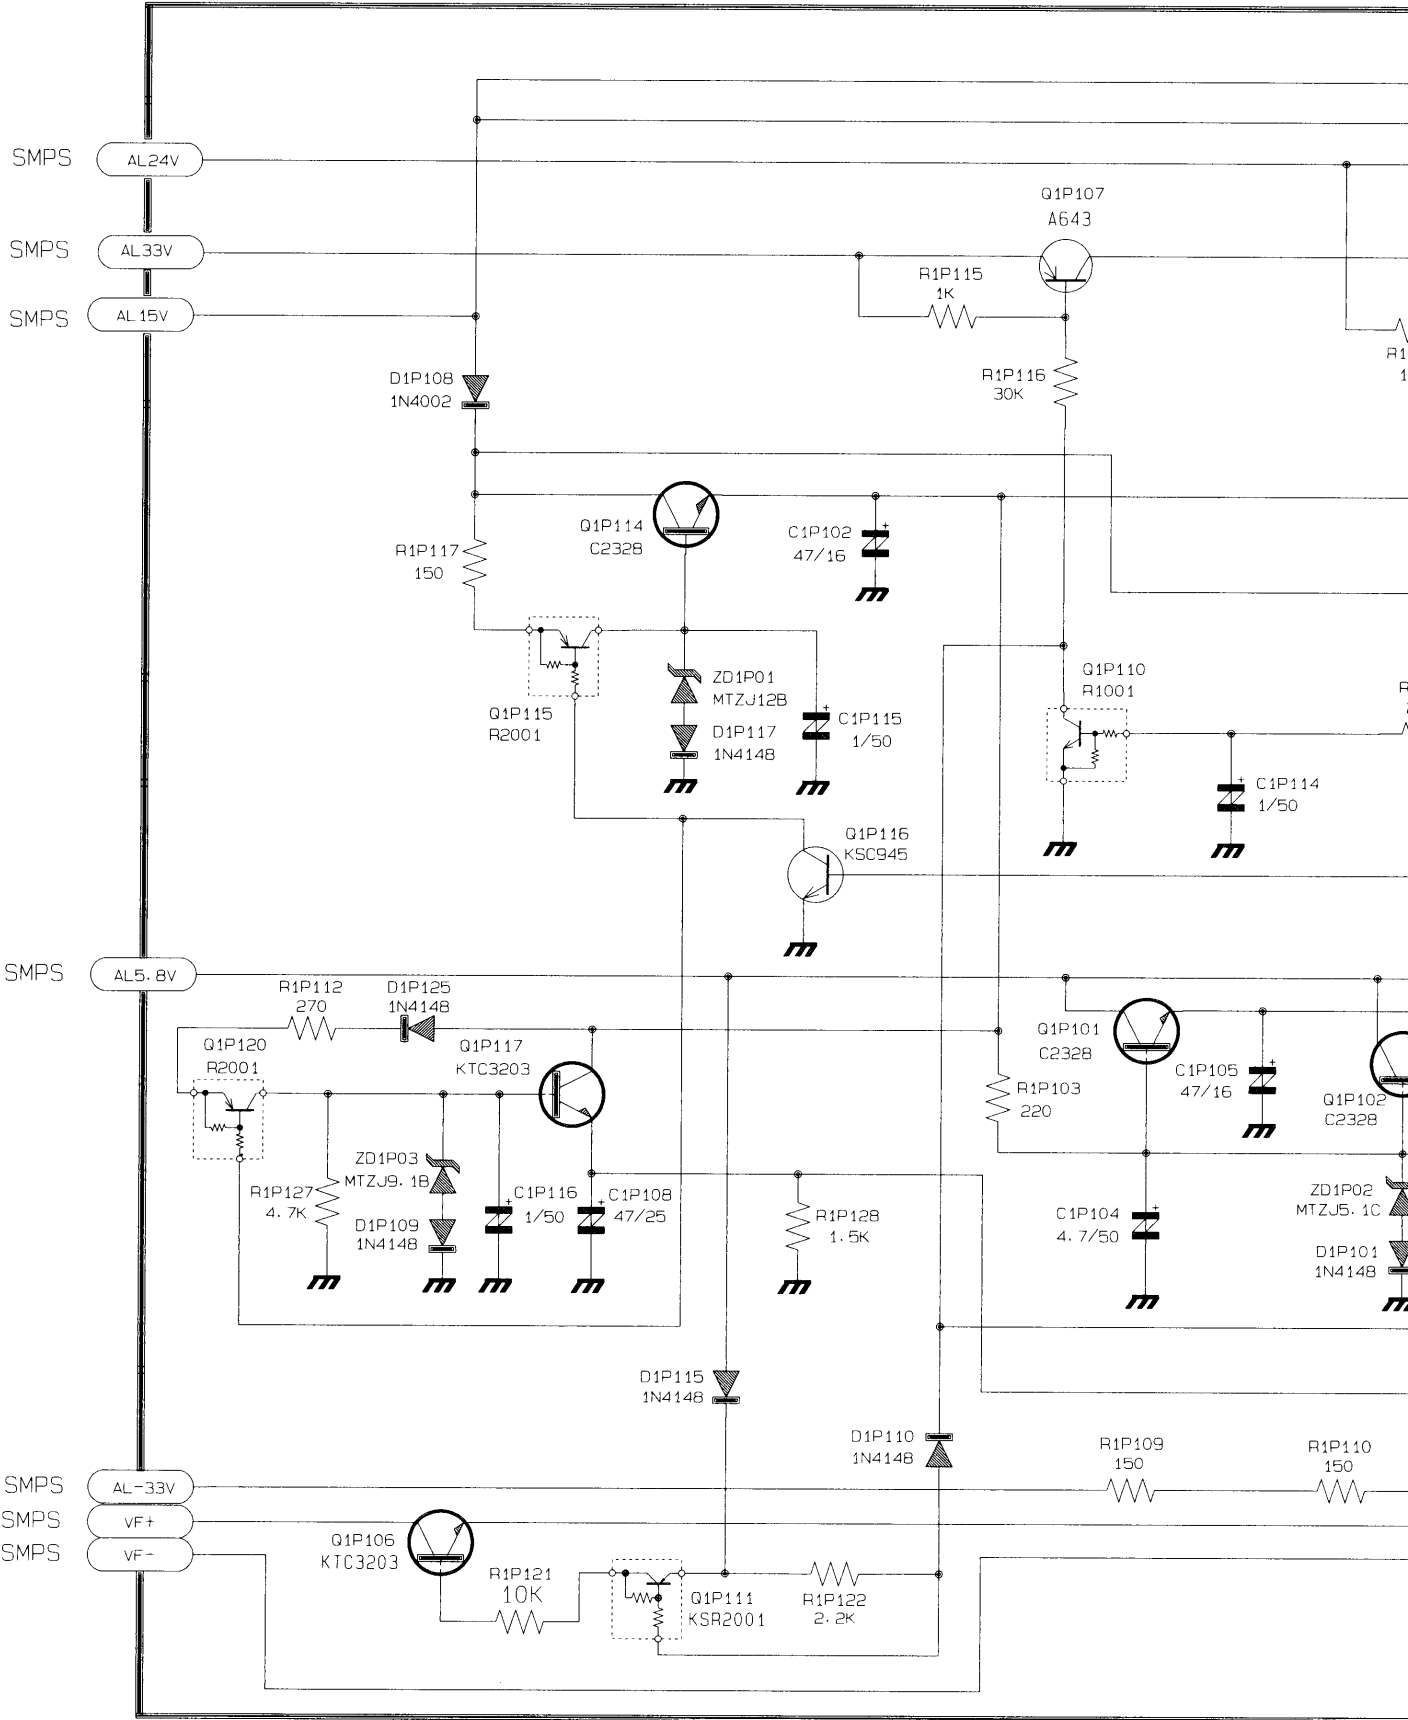 SMPS
AL24V
Q1P107
A643
SMPS
AL33V
R1P115
1K
SMPS
AL15V
R1
1
D1P108
1N4002
R1P116
30K
Q1P114
C2328
C1P102
47/16
R1P117
150
ZD1P01
MTZJ12B
Q1P110
R1001
Q1P115
R2001
D1P117
1N4148
C1P115
1/50
C1P114
1/50
Q1P116
KSC945
SMPS
AL5.8V
R1P112
270
D1P125
1N4148
Q1P120
R2001
Q1P117
KTC3203
Q1P101
C2328
C1P105
47/16
R1P103
220
Q1P102
C2328
ZD1P03
MTZJ9.1B
R1P127
4.7K
C1P116
1/50
C1P108
47/25
D1P109
1N4148
R1P128
1.5K
C1P104
4.7/50
ZD1P02
MTZJ5.1C
D1P101
1N4148
D1P115
1N4148
D1P110
1N4148
R1P109
150
R1P110
150
SMPS
AL-33V
SMPS
VF+
SMPS
VF-
Q1P106
KTC3203
R1P121
10K
Q1P111
KSR2001
R1P122
2.2K